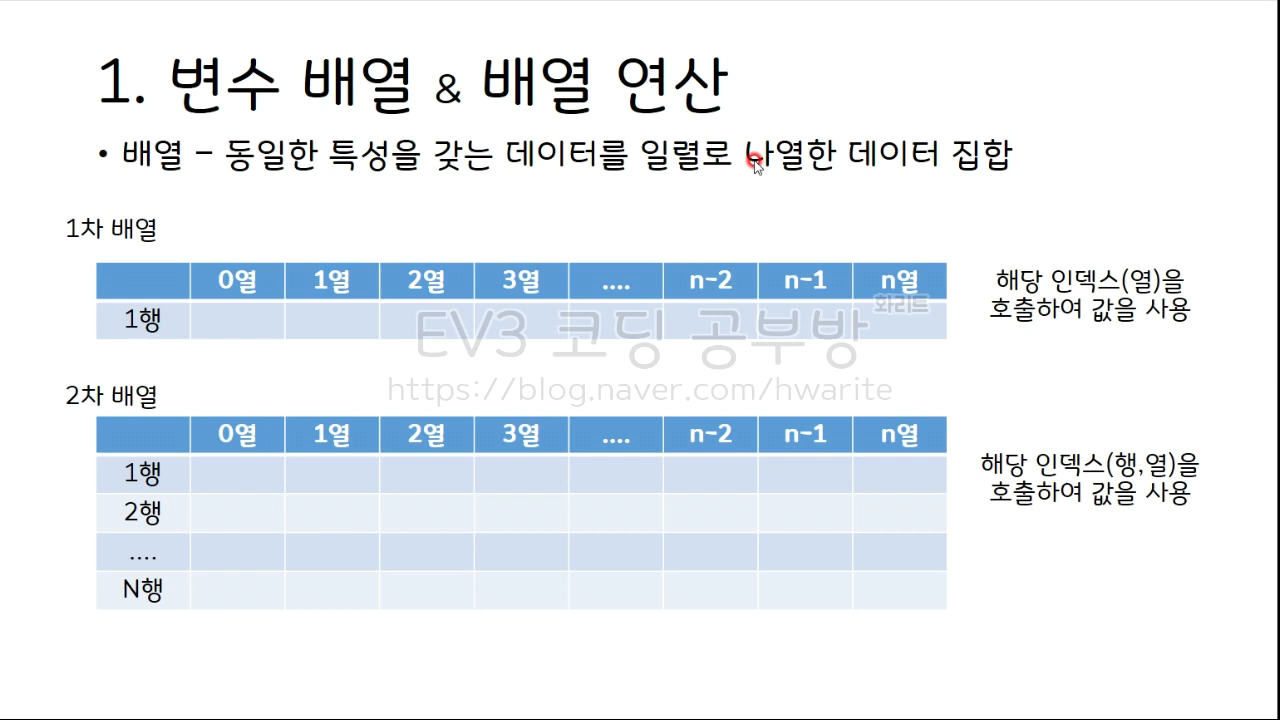 1. 변수 배열 & 배열 연산
• 배열 – 동일한 특성을 갖는 데이터를 일렬로 나열한 데이터 집합
1차 배열
0열 1열 2열 3열 .... n-2 n-1 n열
1행
해당 인덱스(열)을
호출하여 값을 사용
화리트
EV3 코딩 공부방
https://blog.naver.com/hwarite
2차 배열
0열 1열 2열 3열 .... n-2 n-1 n열
1행
2행
....
N행
해당 인덱스(행,열)을
호출하여 값을 사용